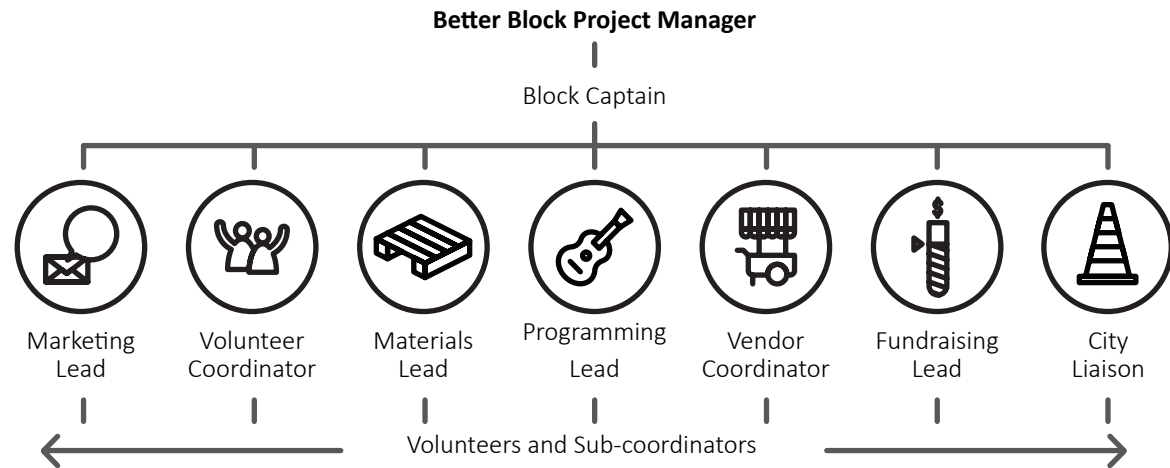 Better Block Project Manager
Block Captain
$
Marketing
Lead
Volunteer
Coordinator
Materials
Lead
Programming
Lead
Vendor
Coordinator
Fundraising
Lead
City
Liaison
Volunteers and Sub-coordinators